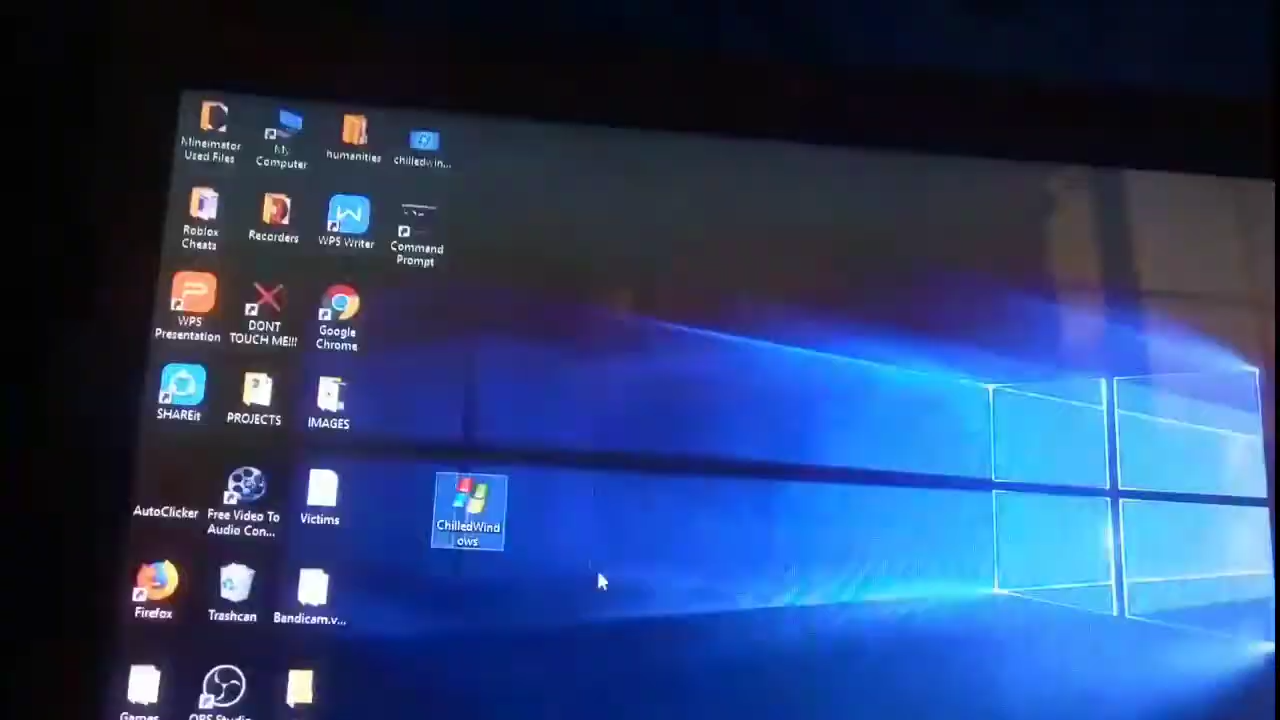 Mineimator
Used Files
My
Computer
humanities
chilledwin...
Roblox
Cheats
Recorders
WPS Writer
Command
Prompt
WPS
Presentation
DONT
TOUCH ME!!!
Google
Chrome
SHAREit
PROJECTS
IMAGES
AutoClicker
Free Video To
Audio Con...
Victims
ChilledWind
ows
Firefox
Trashcan
Bandicam.v...
Games
OBS Studio